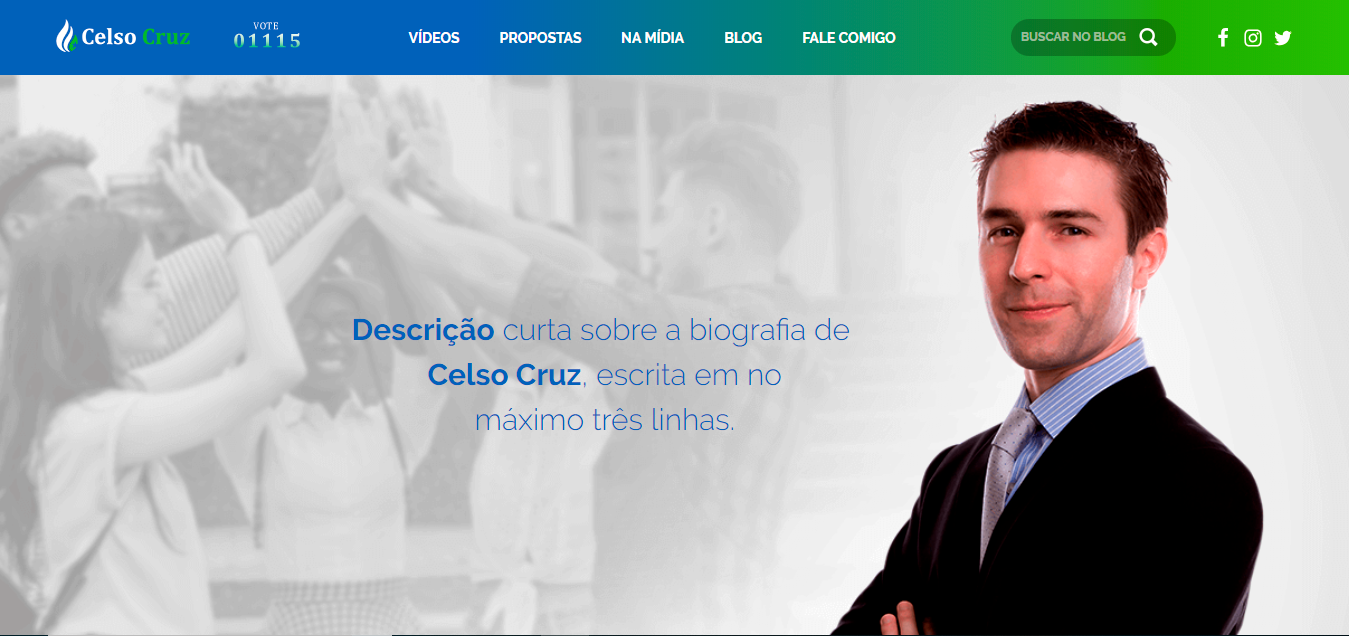 Celso Cruz
VOTE
01115
VÍDEOS
PROPOSTAS
NA MÍDIA
BLOG
FALE COMIGO
BUSCAR NO BLOG
Descrição curta sobre a biografia de
Celso Cruz, escrita em no
máximo três linhas.